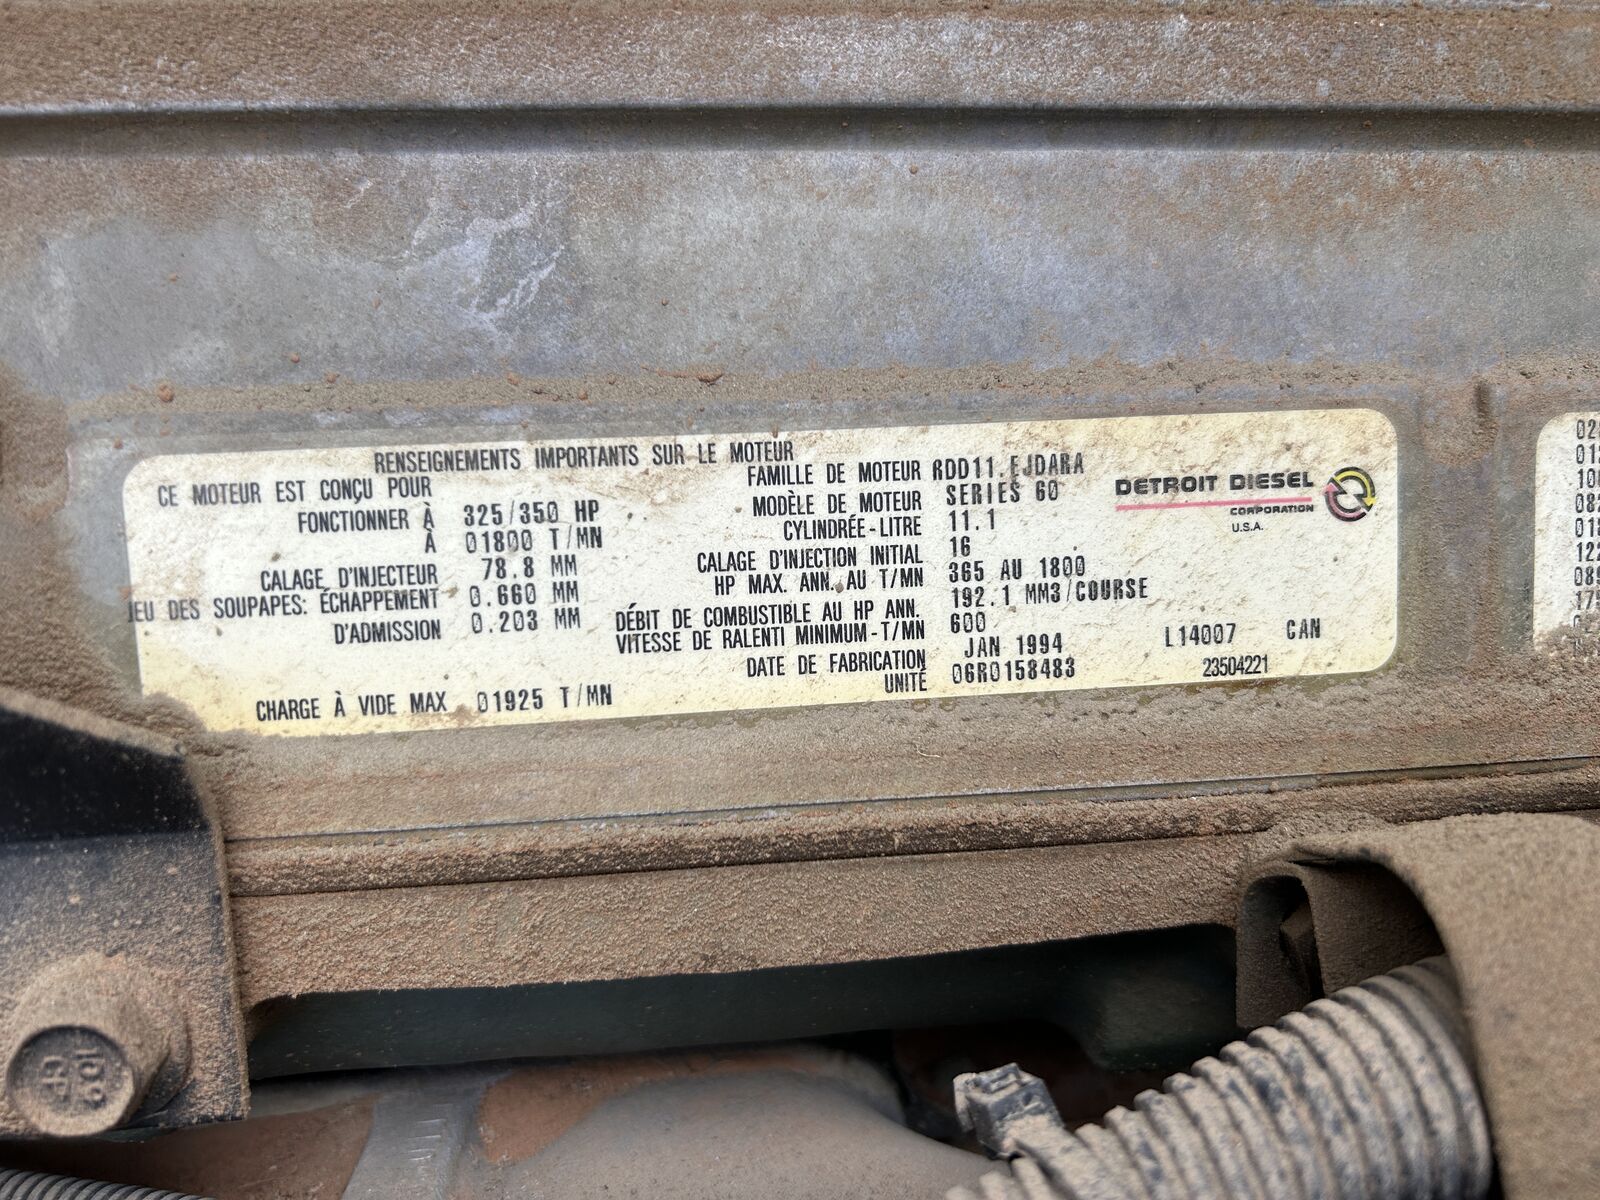 RENSEIGNEMENTS IMPORTANTS SUR LE MOTEUR
CE MOTEUR EST CONÇU POUR
FONCTIONNER À 325/350 HP
À 01800 T/MN
CALAGE D'INJECTEUR 78.8 MM
JEU DES SOUPAPES: ÉCHAPPEMENT 0.660 MM
D'ADMISSION 0.203 MM
CHARGE À VIDE MAX 01925 T/MN
FAMILLE DE MOTEUR RDD11.EJDARA
MODÈLE DE MOTEUR SERIES 60
CYLINDRÉE-LITRE 11.1
CALAGE D'INJECTION INITIAL 16
HP MAX. ANN. AU T/MN 365 AU 1800
DÉBIT DE COMBUSTIBLE AU HP ANN. 192.1 MM3/COURSE
VITESSE DE RALENTI MINIMUM-T/MN 600
DATE DE FABRICATION JAN 1994
UNITÉ 06R0158483
DETROIT DIESEL
CORPORATION
U.S.A.
L14007 CAN
23504221
109
GF